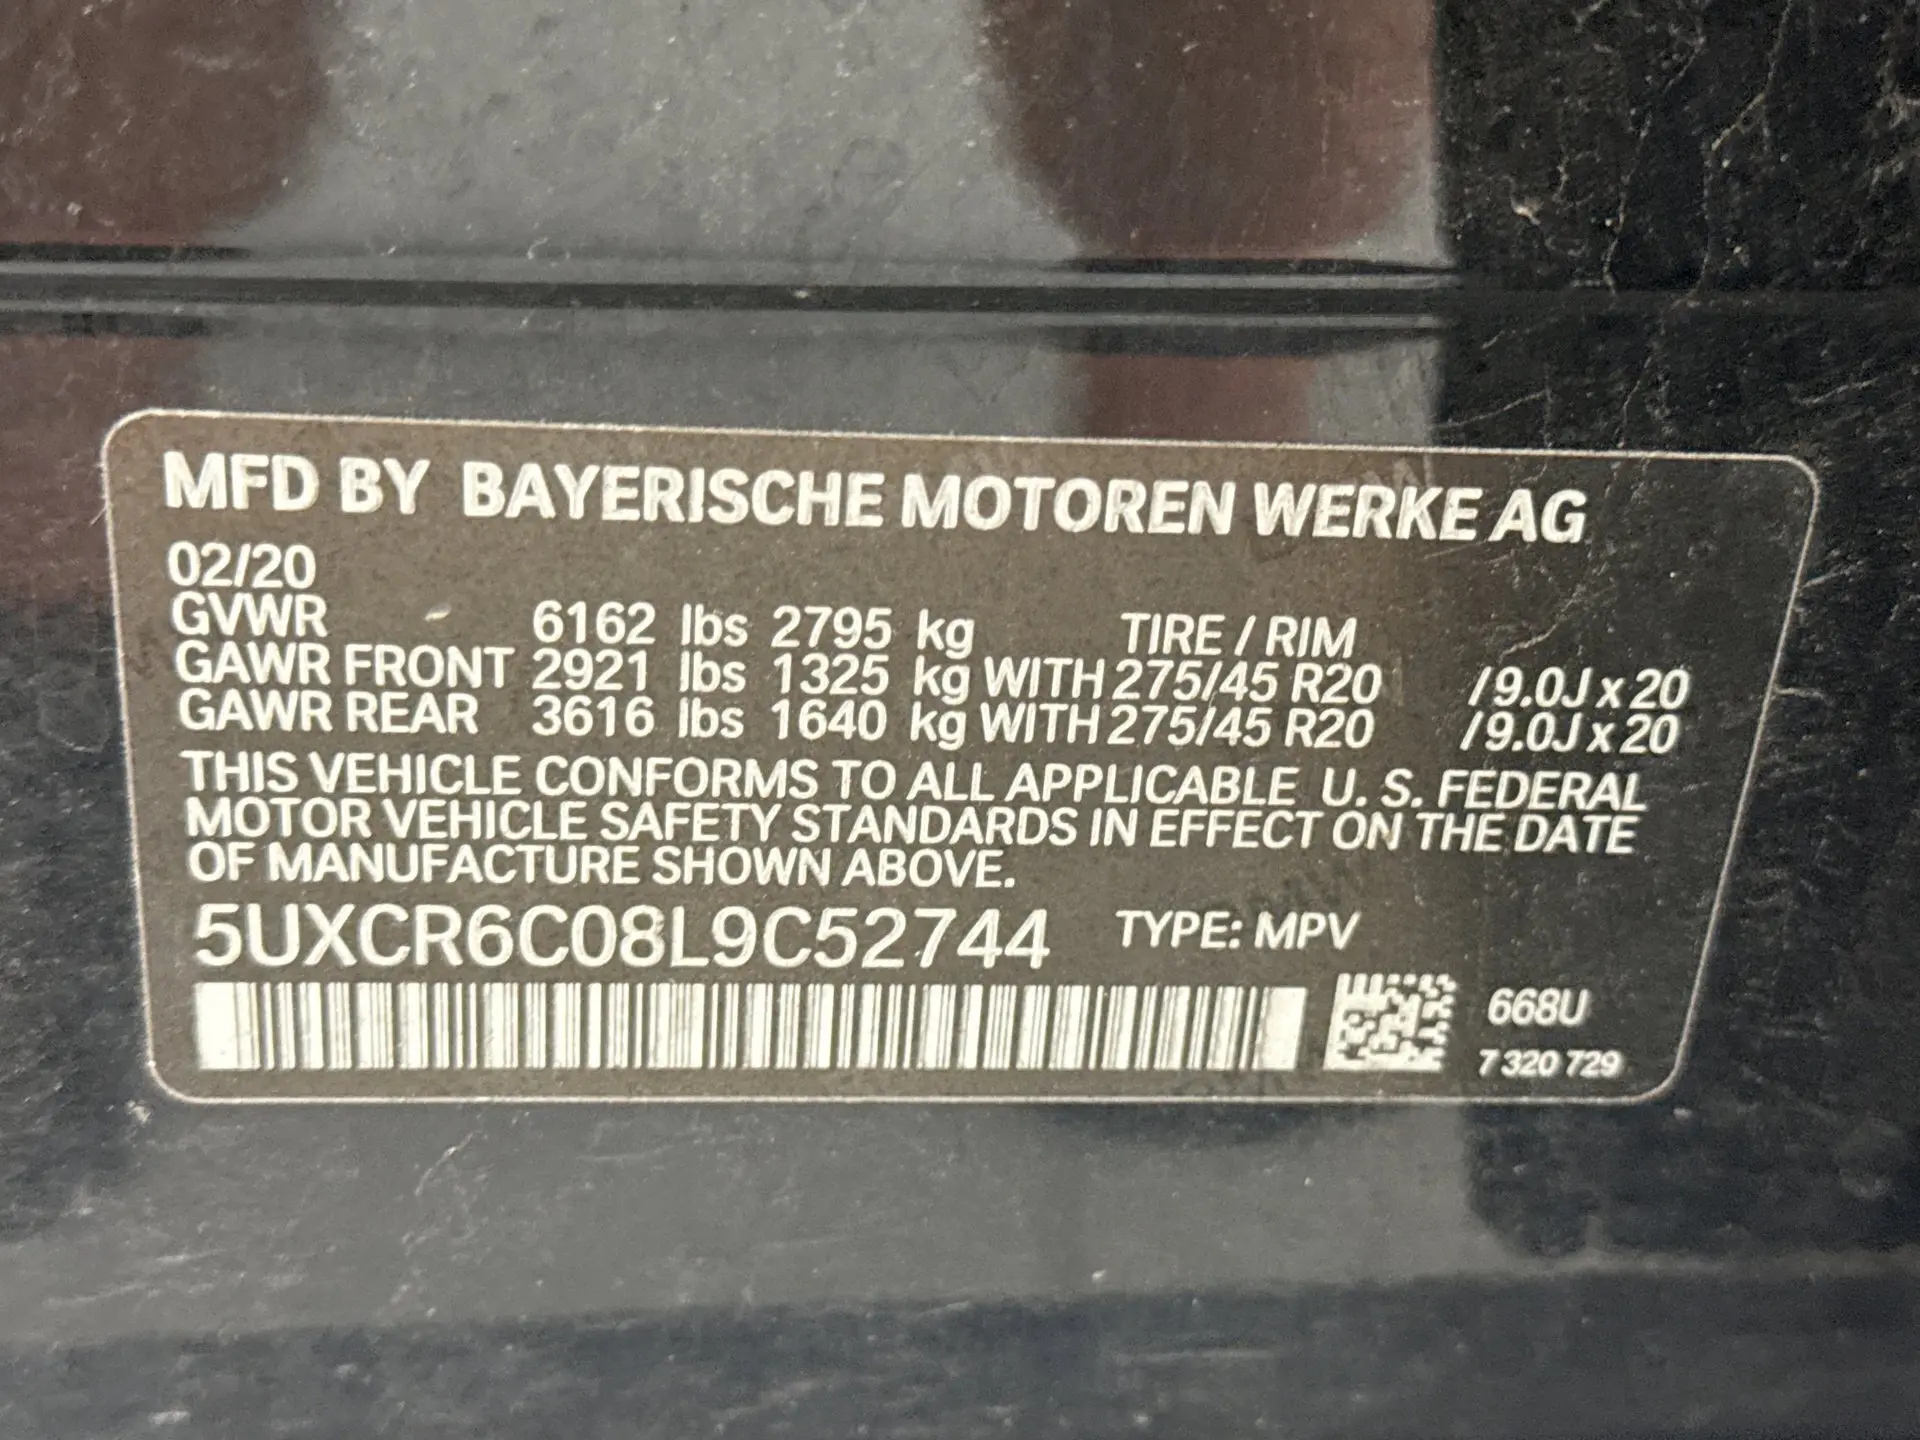 MFD BY BAYERISCHE MOTOREN WERKE AG
02/20
GVWR 6162 lbs 2795 kg TIRE / RIM
GAWR FRONT 2921 lbs 1325 kg WITH 275/45 R20 / 9.0J x 20
GAWR REAR 3616 lbs 1640 kg WITH 275/45 R20 / 9.0J x 20
THIS VEHICLE CONFORMS TO ALL APPLICABLE U. S. FEDERAL
MOTOR VEHICLE SAFETY STANDARDS IN EFFECT ON THE DATE
OF MANUFACTURE SHOWN ABOVE.
5UXCR6C08L9C52744 TYPE: MPV
668U
7 320 729